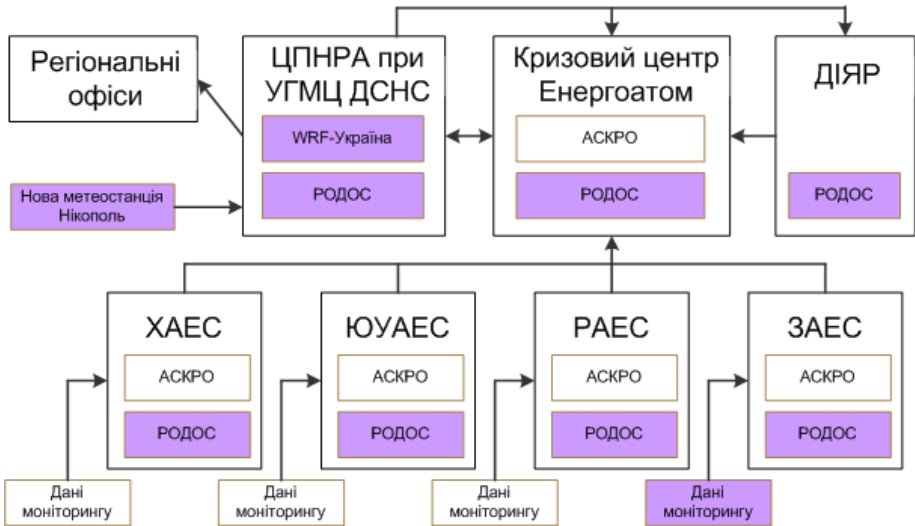 Регіональні
офіси
ЦПНРА при
УГМЦ ДСНС
WRF-Україна
РОДОС
Кризовий центр
Енергоатом
АСКРО
РОДОС
ДІЯР
РОДОС
Нова метеостанція
Нікополь
ХАЕС
АСКРО
РОДОС
ЮУАЕС
АСКРО
РОДОС
РАЕС
АСКРО
РОДОС
ЗАЕС
АСКРО
РОДОС
Дані
моніторингу
Дані
моніторингу
Дані
моніторингу
Дані
моніторингу